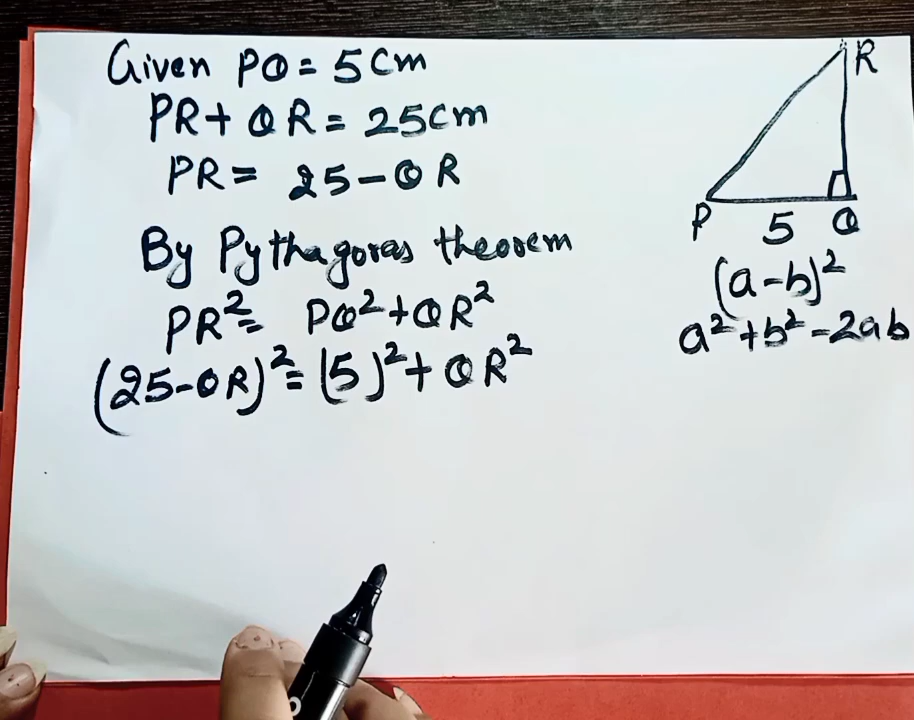 Given PQ = 5cm
PR + QR = 25cm
PR = 25 - QR
By Pythagoras theorem
PR² = PQ² + QR²
(25-QR)² = (5)² + QR²
R
P 5 Q
(a-b)²
a² + b² - 2ab